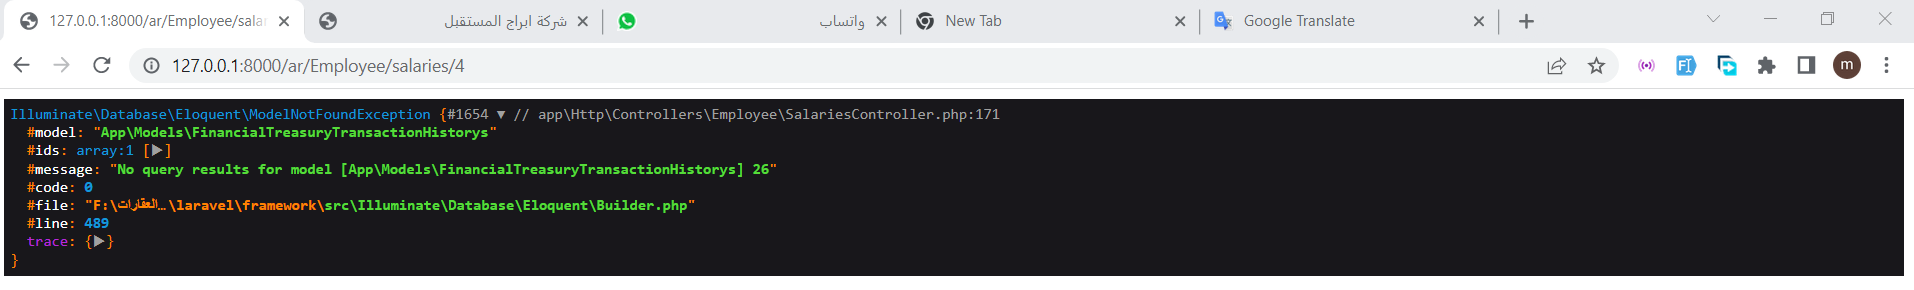 127.0.0.1:8000/ar/Employee/sala
شركة ابراج المستقبل
واتساب
New Tab
Google Translate
127.0.0.1:8000/ar/Employee/salaries/4
m
Illuminate\Database\Eloquent\ModelNotFoundException {#1654 ▼ // app\Http\Controllers\Employee\SalariesController.php:171
#model: "App\Models\FinancialTreasuryTransactionHistorys"
#ids: array:1 [▶]
#message: "No query results for model [App\Models\FinancialTreasuryTransactionHistorys] 26"
#code: 0
#file: "F:\العقارات…\laravel\framework\src\Illuminate\Database\Eloquent\Builder.php"
#line: 489
trace: {▶}
}